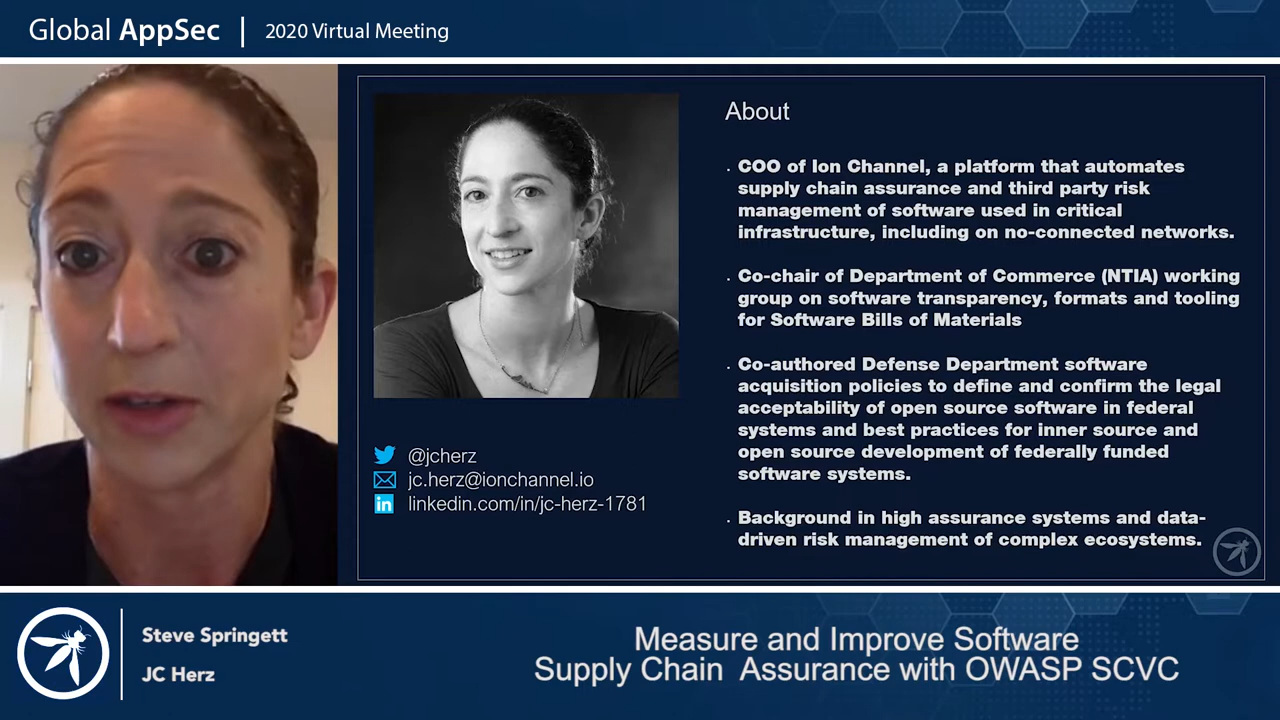 Global AppSec | 2020 Virtual Meeting
About
. COO of Ion Channel, a platform that automates
supply chain assurance and third party risk
management of software used in critical
infrastructure, including on no-connected networks.
. Co-chair of Department of Commerce (NTIA) working
group on software transparency, formats and tooling
for Software Bills of Materials
. Co-authored Defense Department software
acquisition policies to define and confirm the legal
acceptability of open source software in federal
systems and best practices for inner source and
open source development of federally funded
software systems.
. Background in high assurance systems and data-
driven risk management of complex ecosystems.
@jcherz
jc.herz@ionchannel.io
in linkedin.com/in/jc-herz-1781
Steve Springett
JC Herz
Measure and Improve Software
Supply Chain Assurance with OWASP SCVC